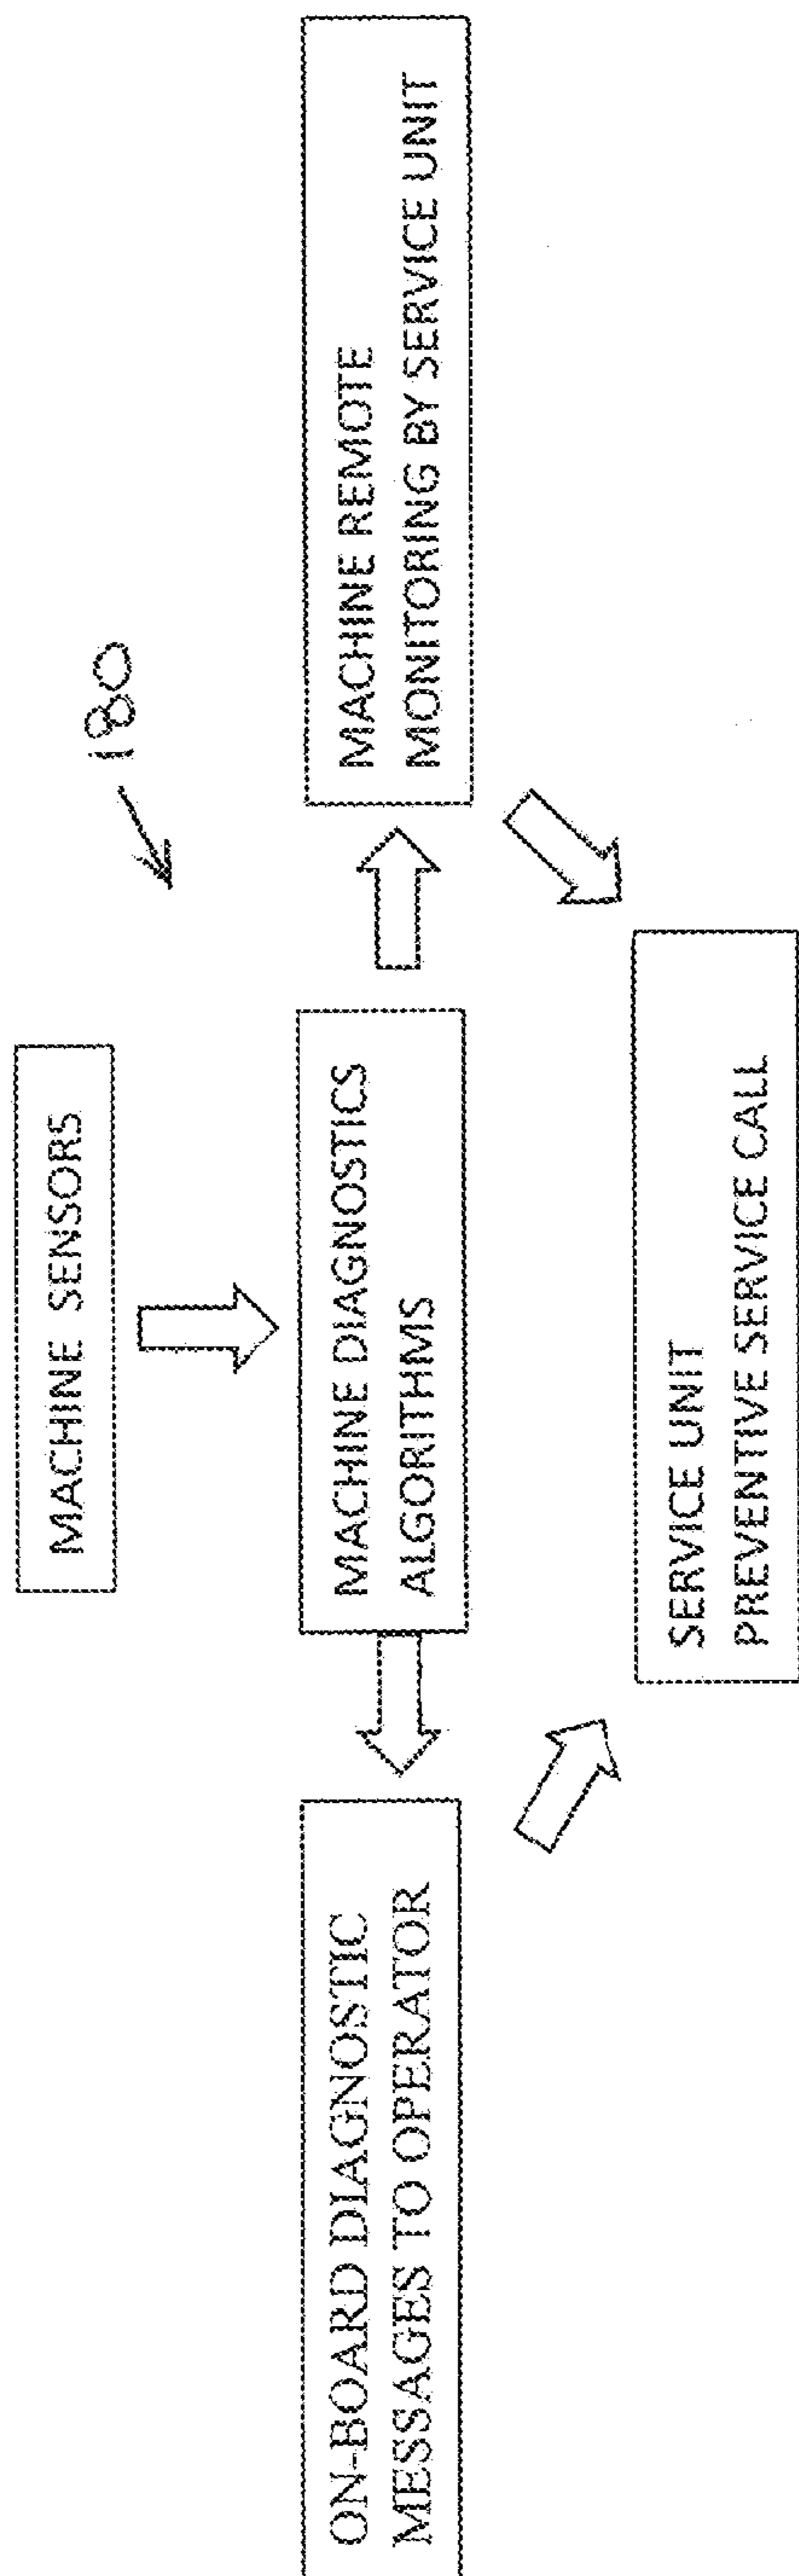 180
MACHINE SENSORS
MACHINE DIAGNOSTICS
ALGORITHMS
ON-BOARD DIAGNOSTIC
MESSAGES TO OPERATOR
MACHINE REMOTE
MONITORING BY SERVICE UNIT
SERVICE UNIT
PREVENTIVE SERVICE CALL